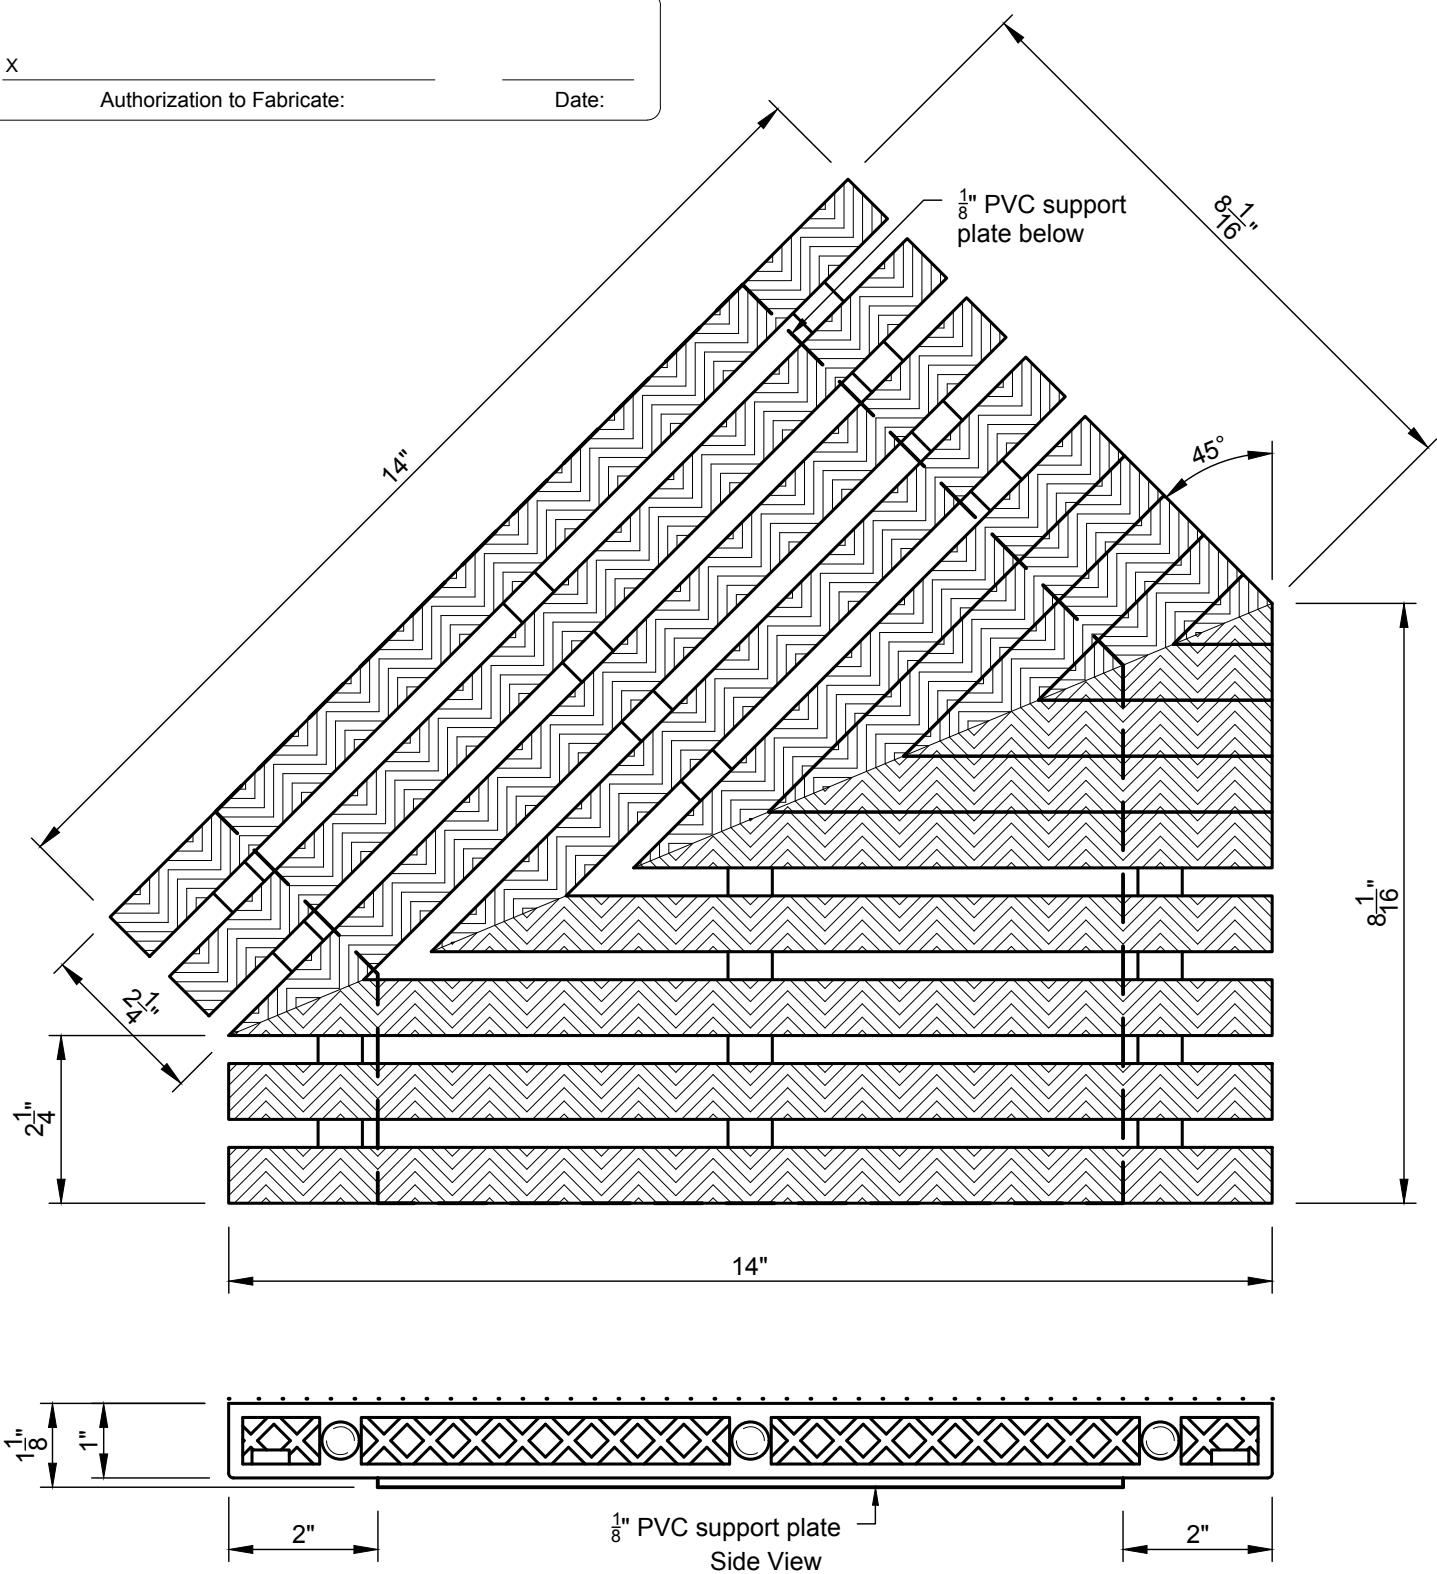 X
Authorization to Fabricate: Date:
1/8" PVC support
plate below
8 1/16"
14"
45°
8 1/16"
2 1/4"
2 1/4"
14"
1 1/8"
1"
2"
1/8" PVC support plate
2"
Side View